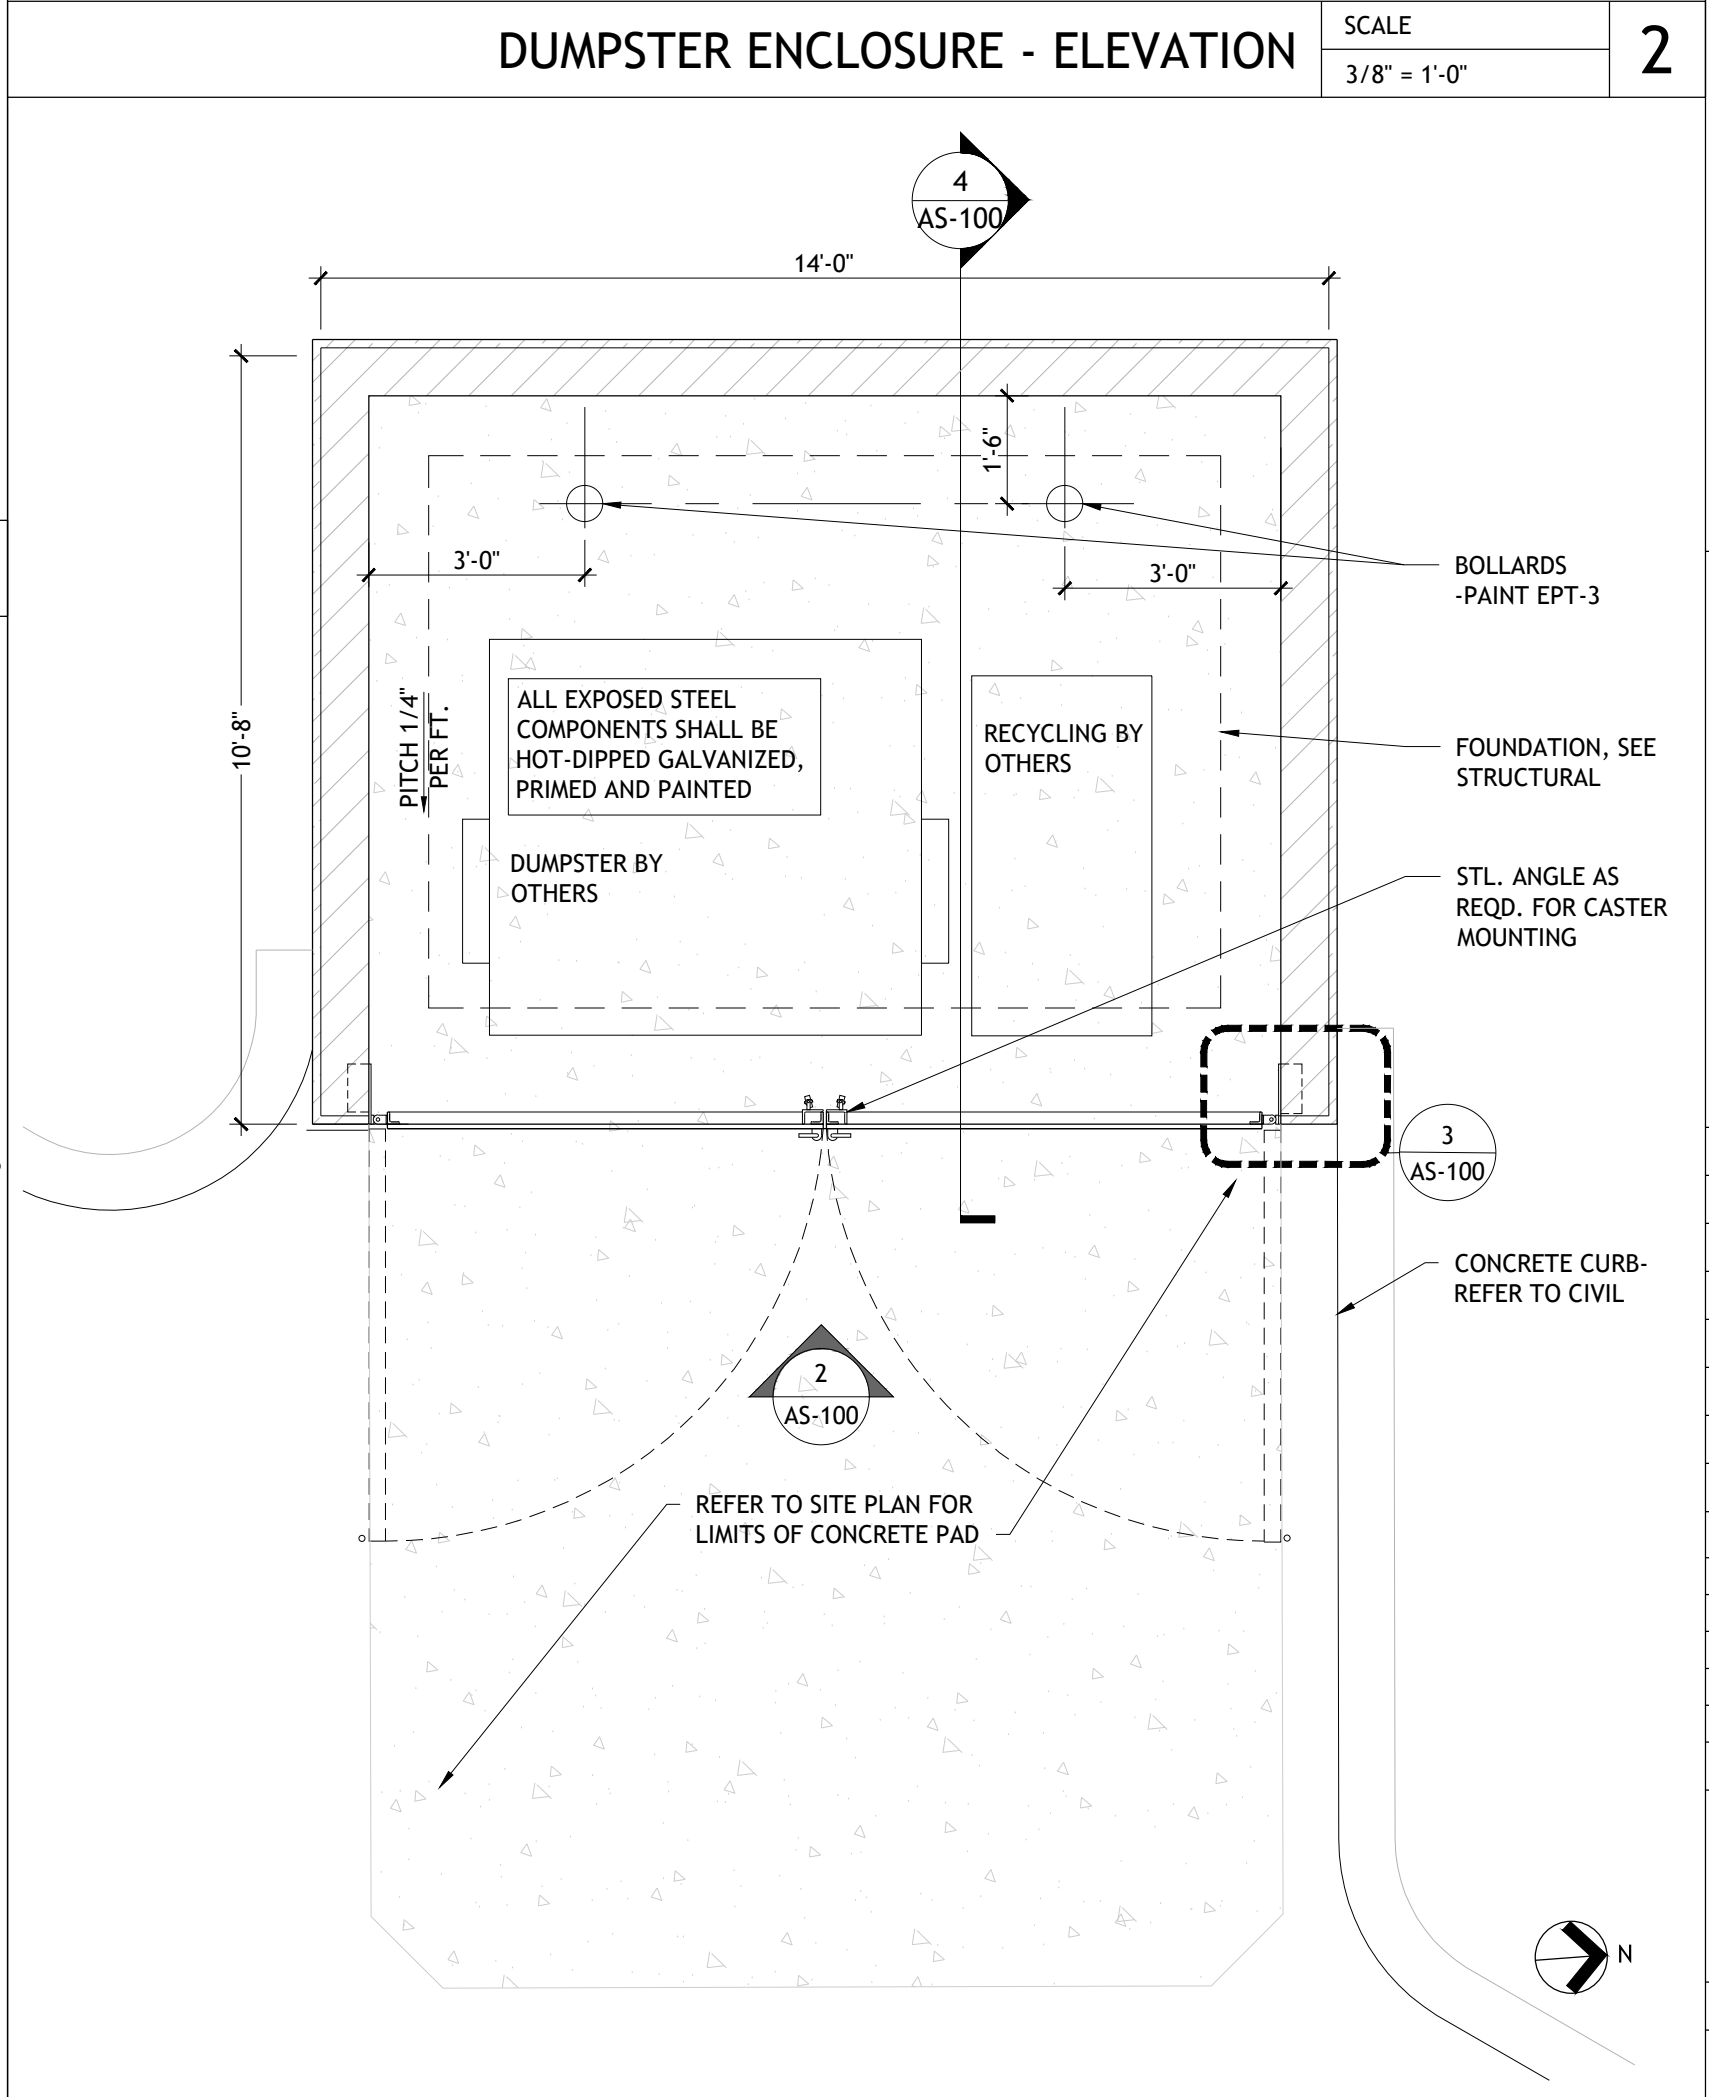 DUMPSTER ENCLOSURE - ELEVATION
SCALE
3/8" = 1'-0"
2
4
AS-100
14'-0"
10'-8"
1'-6"
3'-0"
3'-0"
BOLLARDS
-PAINT EPT-3
PITCH 1/4"
PER FT.
ALL EXPOSED STEEL
COMPONENTS SHALL BE
HOT-DIPPED GALVANIZED,
PRIMED AND PAINTED
RECYCLING BY
OTHERS
FOUNDATION, SEE
STRUCTURAL
DUMPSTER BY
OTHERS
STL. ANGLE AS
REQD. FOR CASTER
MOUNTING
3
AS-100
CONCRETE CURB-
REFER TO CIVIL
2
AS-100
REFER TO SITE PLAN FOR
LIMITS OF CONCRETE PAD
N